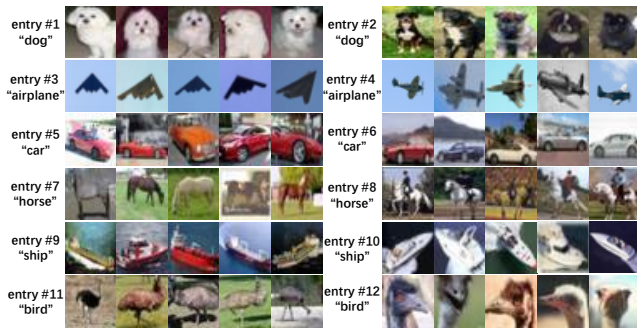 entry #1
“dog”
entry #2
“dog”
entry #3
“airplane”
entry #4
“airplane”
entry #5
“car”
entry #6
“car”
entry #7
“horse”
entry #8
“horse”
entry #9
“ship”
entry #10
“ship”
entry #11
“bird”
entry #12
“bird”